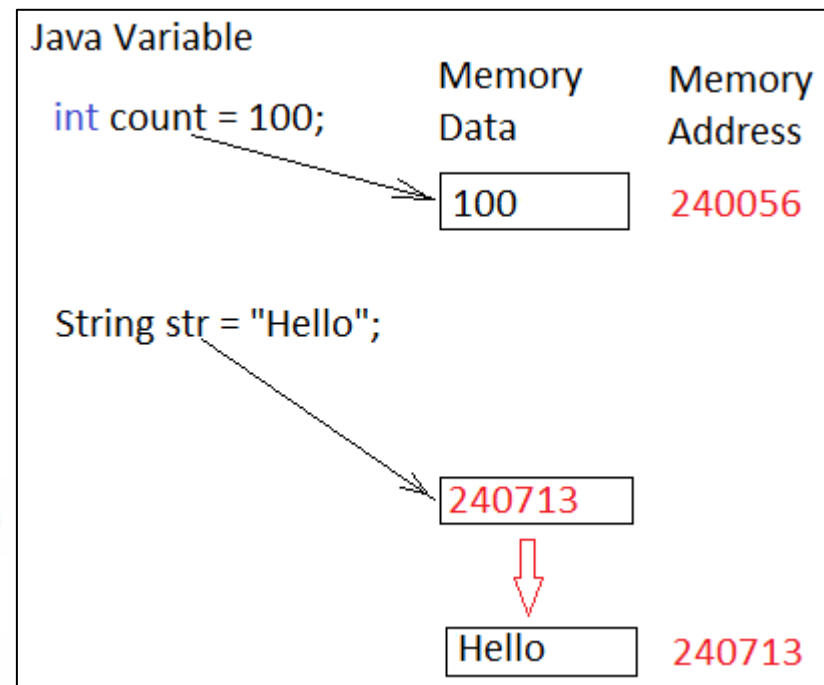 Java Variable
Memory Data
Memory Address
int count = 100;
100
240056
String str = "Hello";
240713
Hello
240713